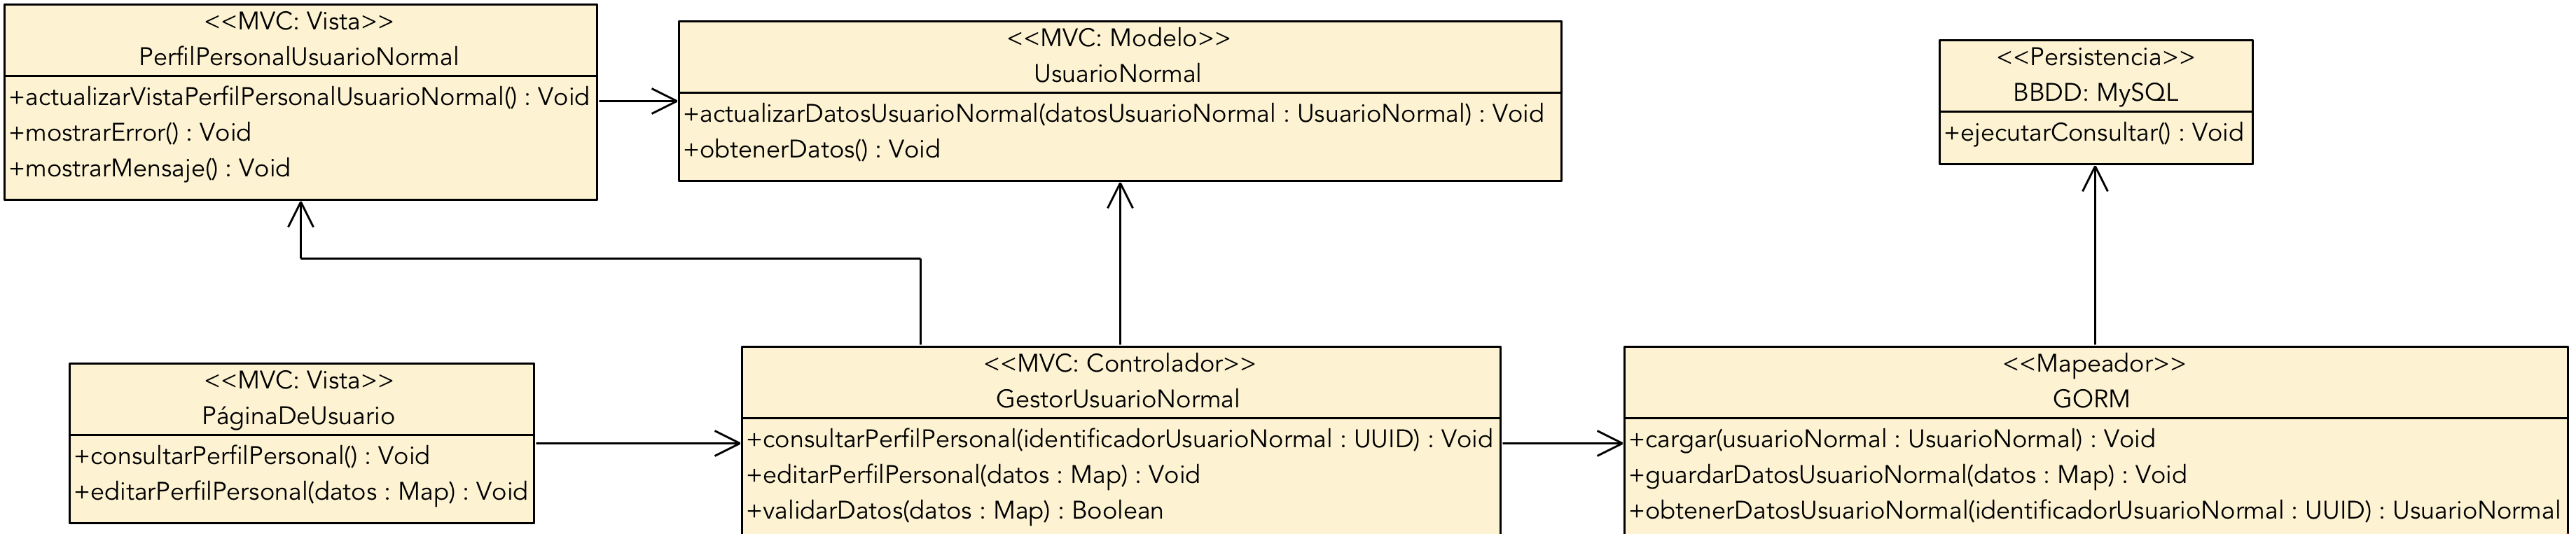 <<MVC: Vista>>
PerfilPersonalUsuarioNormal
+actualizarVistaPerfilPersonalUsuarioNormal() : Void
+mostrarError() : Void
+mostrarMensaje() : Void
<<MVC: Modelo>>
UsuarioNormal
+actualizarDatosUsuarioNormal(datosUsuarioNormal : UsuarioNormal) : Void
+obtenerDatos() : Void
<<Persistencia>>
BBDD: MySQL
+ejecutarConsultar() : Void
<<MVC: Vista>>
PáginaDeUsuario
+consultarPerfilPersonal() : Void
+editarPerfilPersonal(datos : Map) : Void
<<MVC: Controlador>>
GestorUsuarioNormal
+consultarPerfilPersonal(identificadorUsuarioNormal : UUID) : Void
+editarPerfilPersonal(datos : Map) : Void
+validarDatos(datos : Map) : Boolean
<<Mapeador>>
GORM
+cargar(usuarioNormal : UsuarioNormal) : Void
+guardarDatosUsuarioNormal(datos : Map) : Void
+obtenerDatosUsuarioNormal(identificadorUsuarioNormal : UUID) : UsuarioNormal